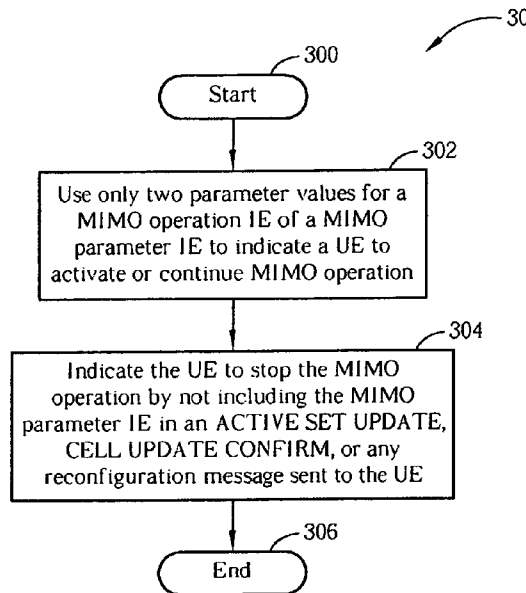 30
300
Start
302
Use only two parameter values for a
MIMO operation IE of a MIMO
parameter IE to indicate a UE to
activate or continue MIMO operation
304
Indicate the UE to stop the MIMO
operation by not including the MIMO
parameter IE in an ACTIVE SET UPDATE,
CELL UPDATE CONFIRM, or any
reconfiguration message sent to the UE
306
End